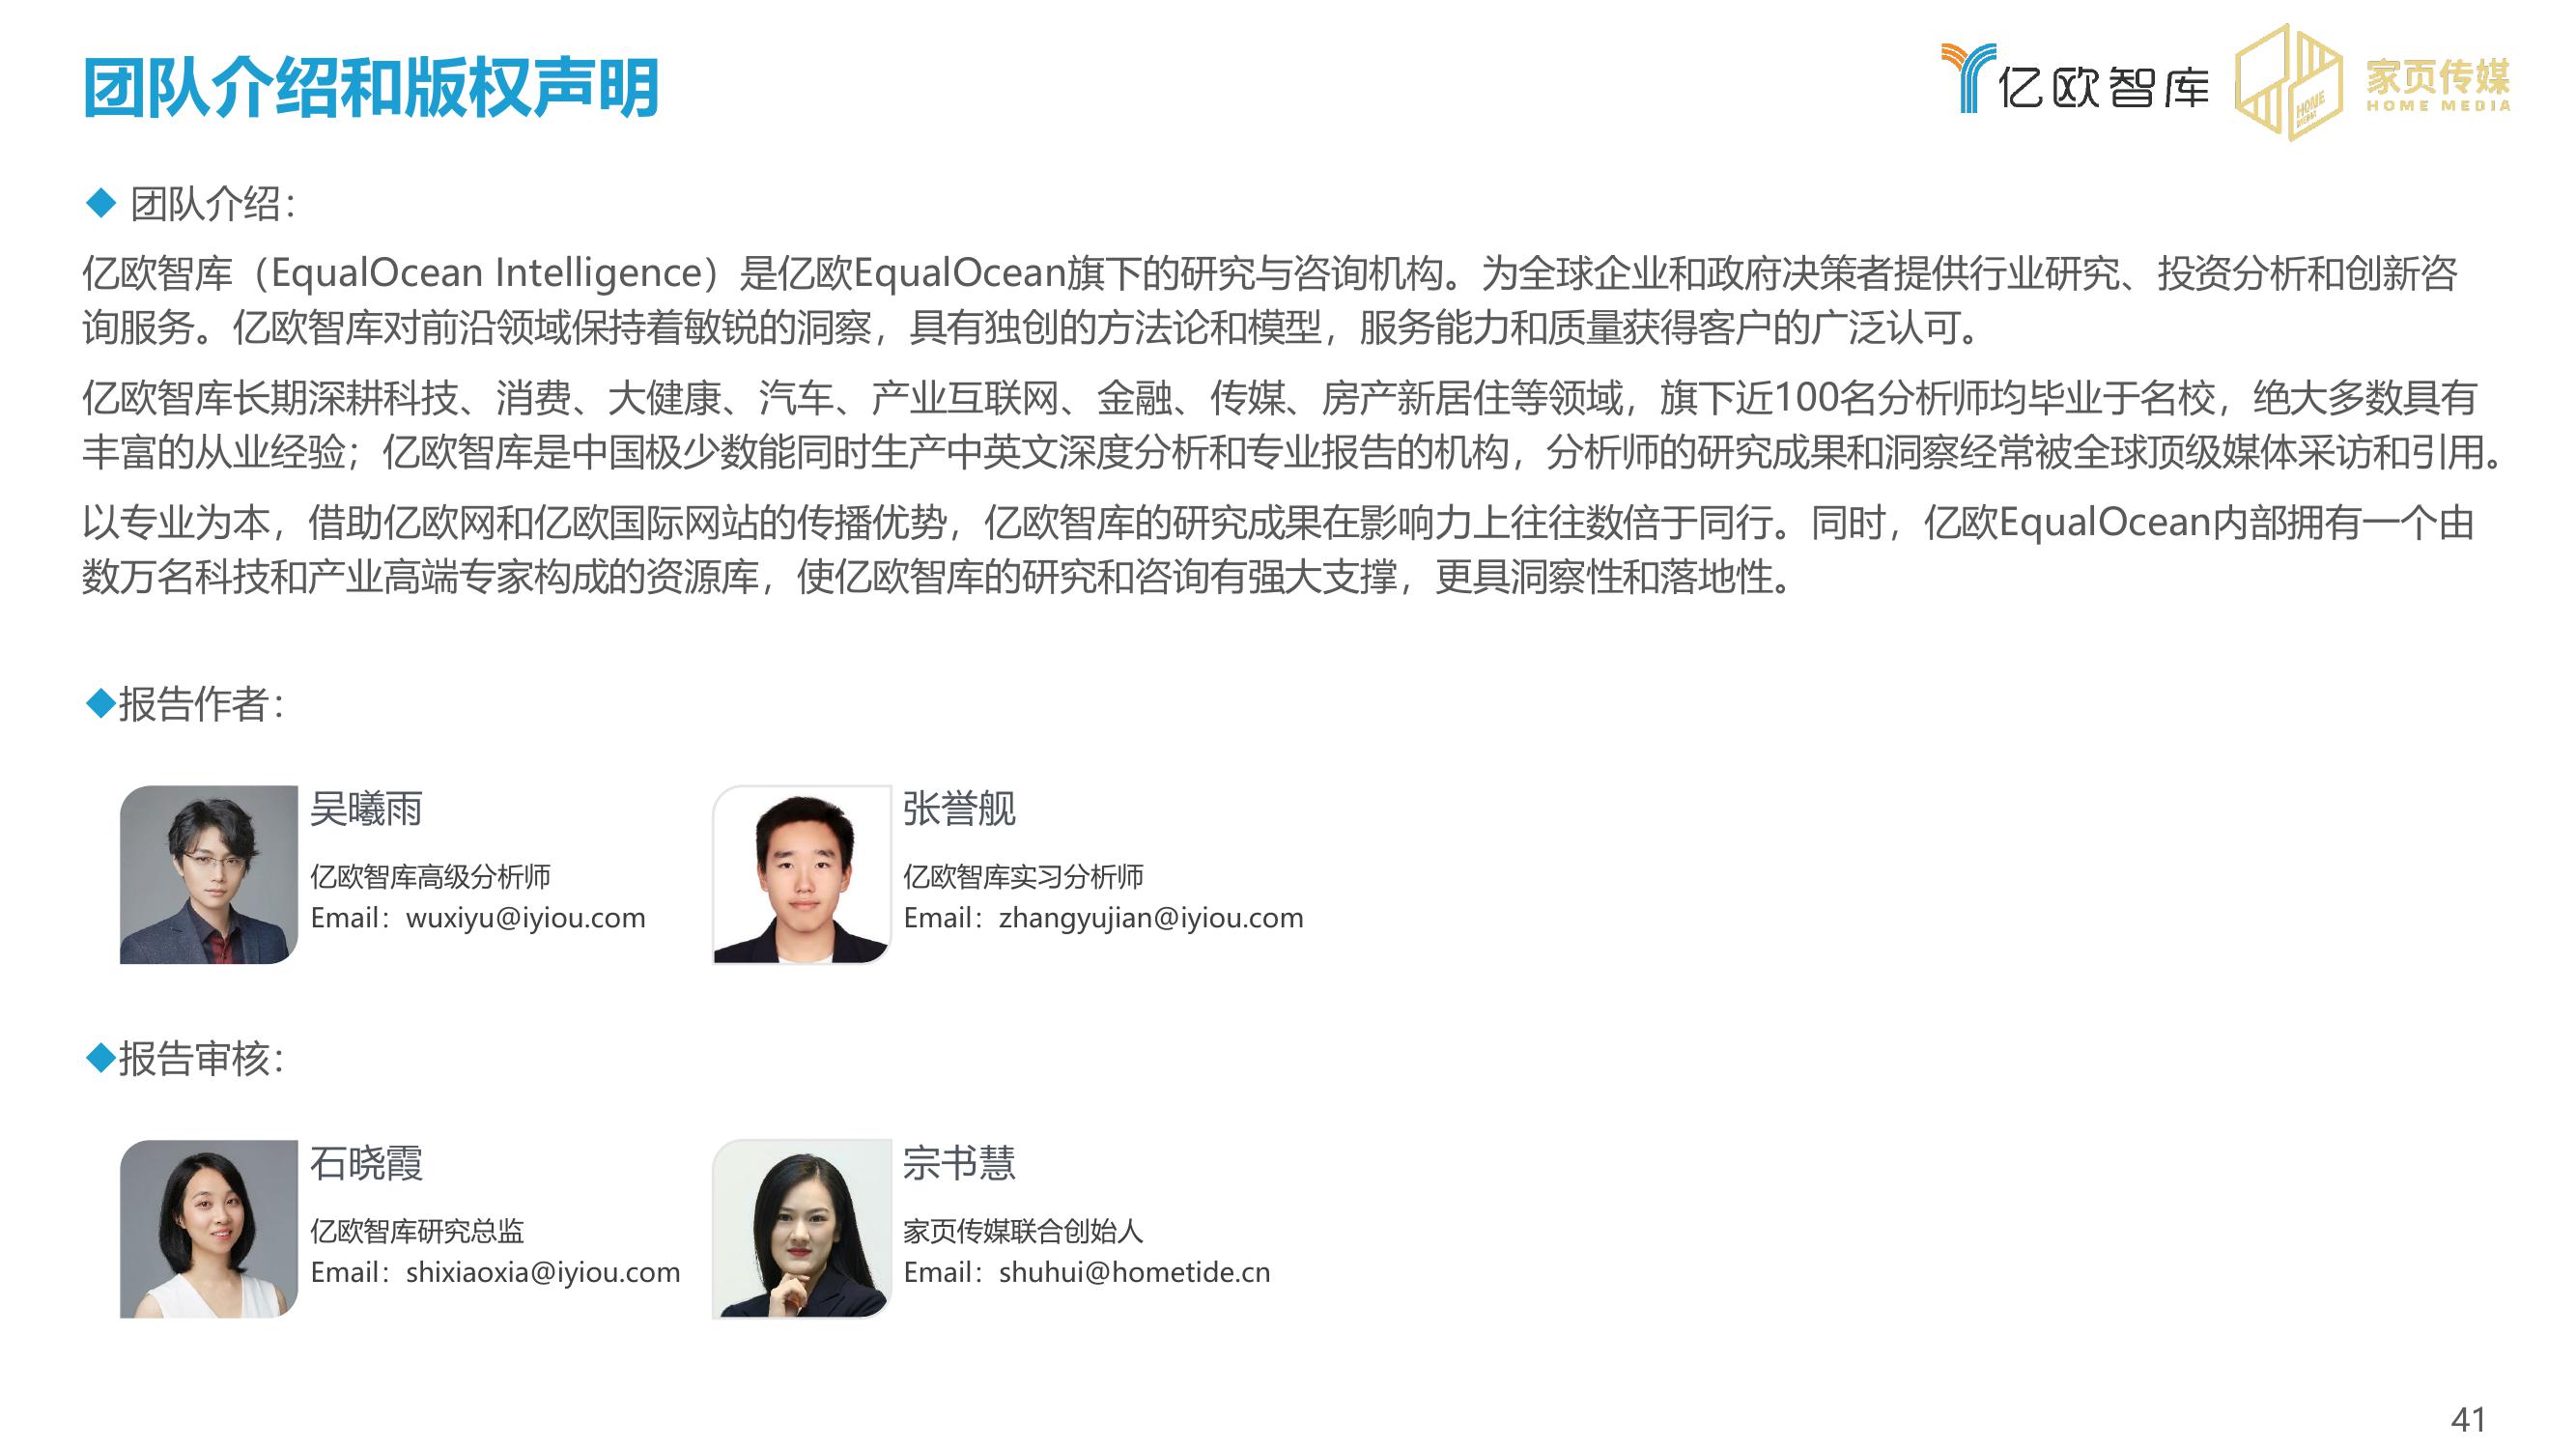 团队介绍和版权声明
亿欧智库
家页传媒
HOME MEDIA
◆ 团队介绍：
亿欧智库（EqualOcean Intelligence）是亿欧EqualOcean旗下的研究与咨询机构。为全球企业和政府决策者提供行业研究、投资分析和创新咨
询服务。亿欧智库对前沿领域保持着敏锐的洞察，具有独创的方法论和模型，服务能力和质量获得客户的广泛认可。
亿欧智库长期深耕科技、消费、大健康、汽车、产业互联网、金融、传媒、房产新居住等领域，旗下近100名分析师均毕业于名校，绝大多数具有
丰富的从业经验；亿欧智库是中国极少数能同时生产中英文深度分析和专业报告的机构，分析师的研究成果和洞察经常被全球顶级媒体采访和引用。
以专业为本，借助亿欧网和亿欧国际网站的传播优势，亿欧智库的研究成果在影响力上往往数倍于同行。同时，亿欧EqualOcean内部拥有一个由
数万名科技和产业高端专家构成的资源库，使亿欧智库的研究和咨询有强大支撑，更具洞察性和落地性。
◆报告作者：
吴曦雨
亿欧智库高级分析师
Email：wuxiyu@iyiou.com
张誉舰
亿欧智库实习分析师
Email：zhangyujian@iyiou.com
◆报告审核：
石晓霞
亿欧智库研究总监
Email：shixiaoxia@iyiou.com
宗书慧
家页传媒联合创始人
Email：shuhui@hometide.cn
41